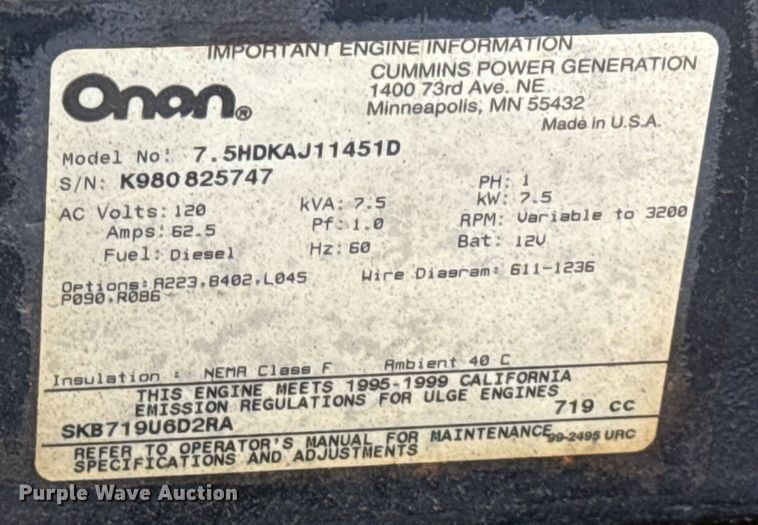 IMPORTANT ENGINE INFORMATION
Onan®
CUMMINS POWER GENERATION
1400 73rd Ave. NE
Minneapolis, MN 55432
Made in U.S.A.
Model No: 7.5HDKAJ11451D
S/N: K980825747
PH: 1
AC Volts: 120 kVA: 7.5 kW: 7.5
Amps: 62.5 Pf: 1.0 RPM: Variable to 3200
Fuel: Diesel Hz: 60 Bat: 12V
Options: A223,B402,L045 Wire Diagram: 611-1236
P090,R086
Insulation : NEMA Class F Ambient 40 C
THIS ENGINE MEETS 1995-1999 CALIFORNIA
EMISSION REGULATIONS FOR ULGE ENGINES
SKB719U6D2RA 719 cc
REFER TO OPERATOR'S MANUAL FOR MAINTENANCE
SPECIFICATIONS AND ADJUSTMENTS 99-2495 URC
Purple Wave Auction